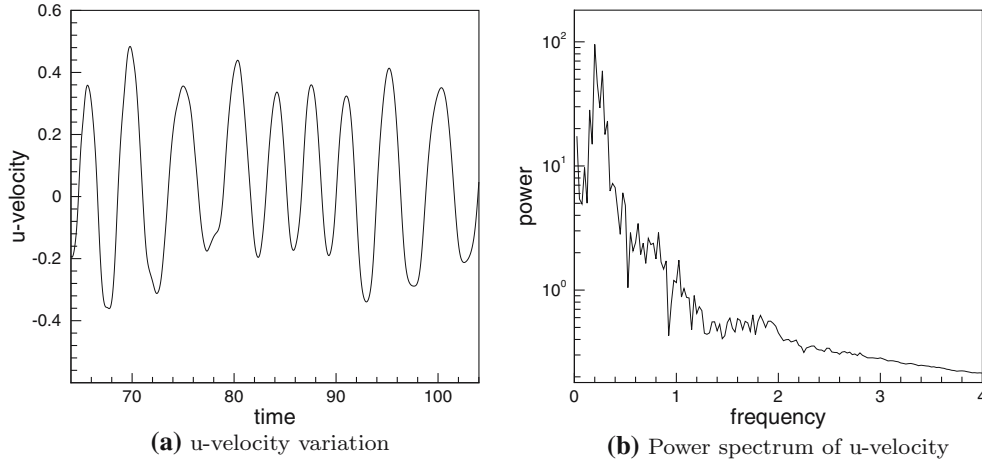 0.6
0.4
0.2
0
-0.2
-0.4
u-velocity
70 80 90 100
time
(a) u-velocity variation
10²
10¹
10⁰
power
0 1 2 3 4
frequency
(b) Power spectrum of u-velocity